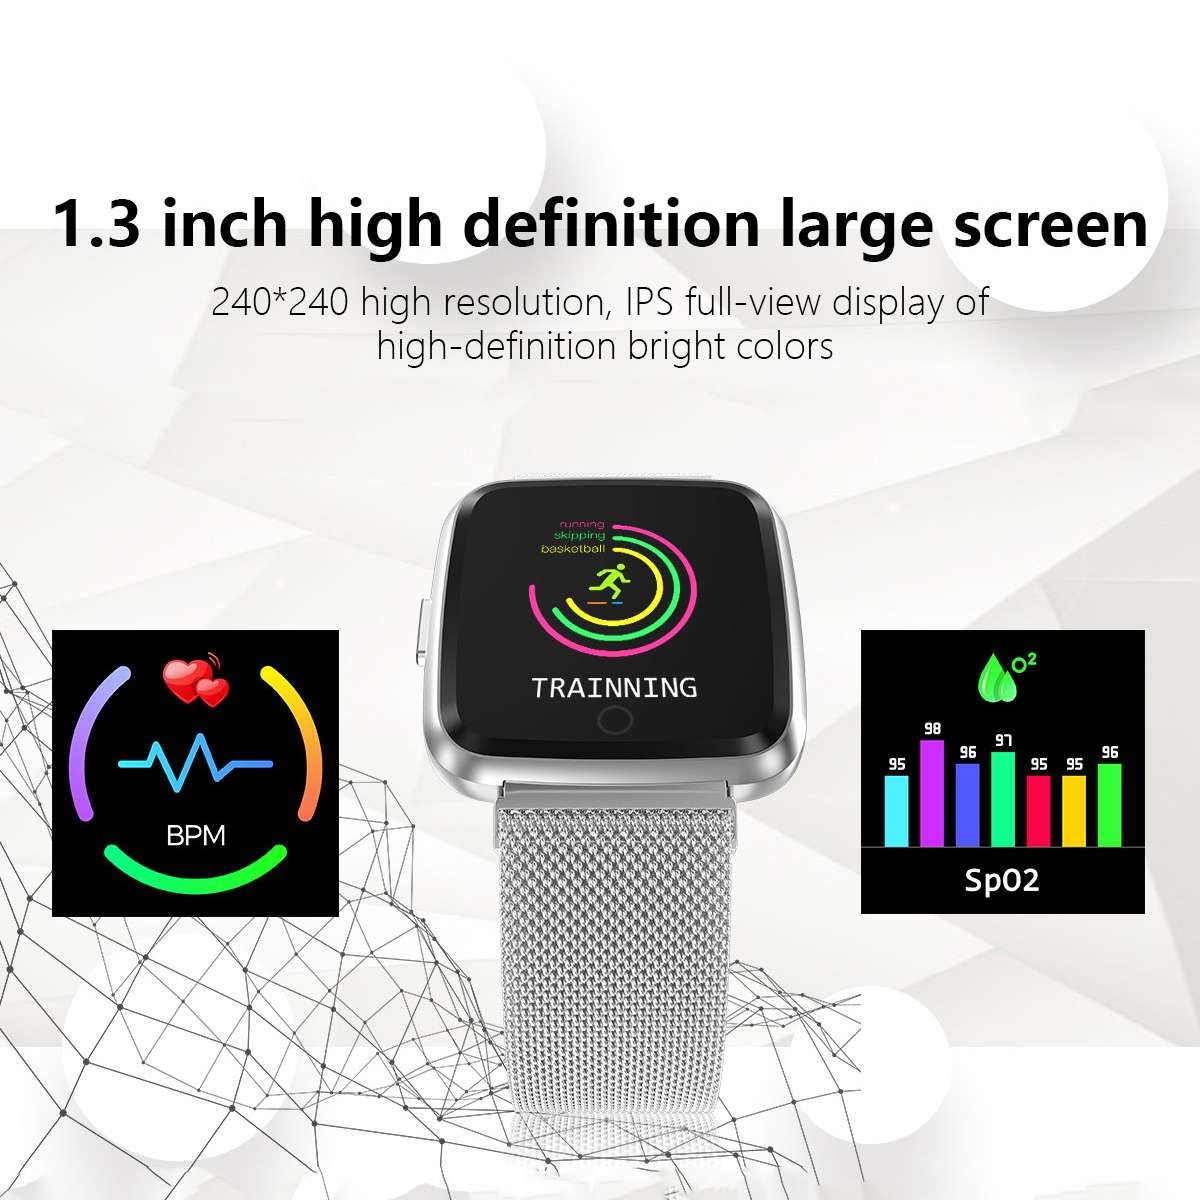 1.3 inch high definition large screen
240*240 high resolution, IPS full-view display of
high-definition bright colors
running
skipping
basketball
TRAINNING
BPM
O²
95 98 96 97 95 95 96
SpO2